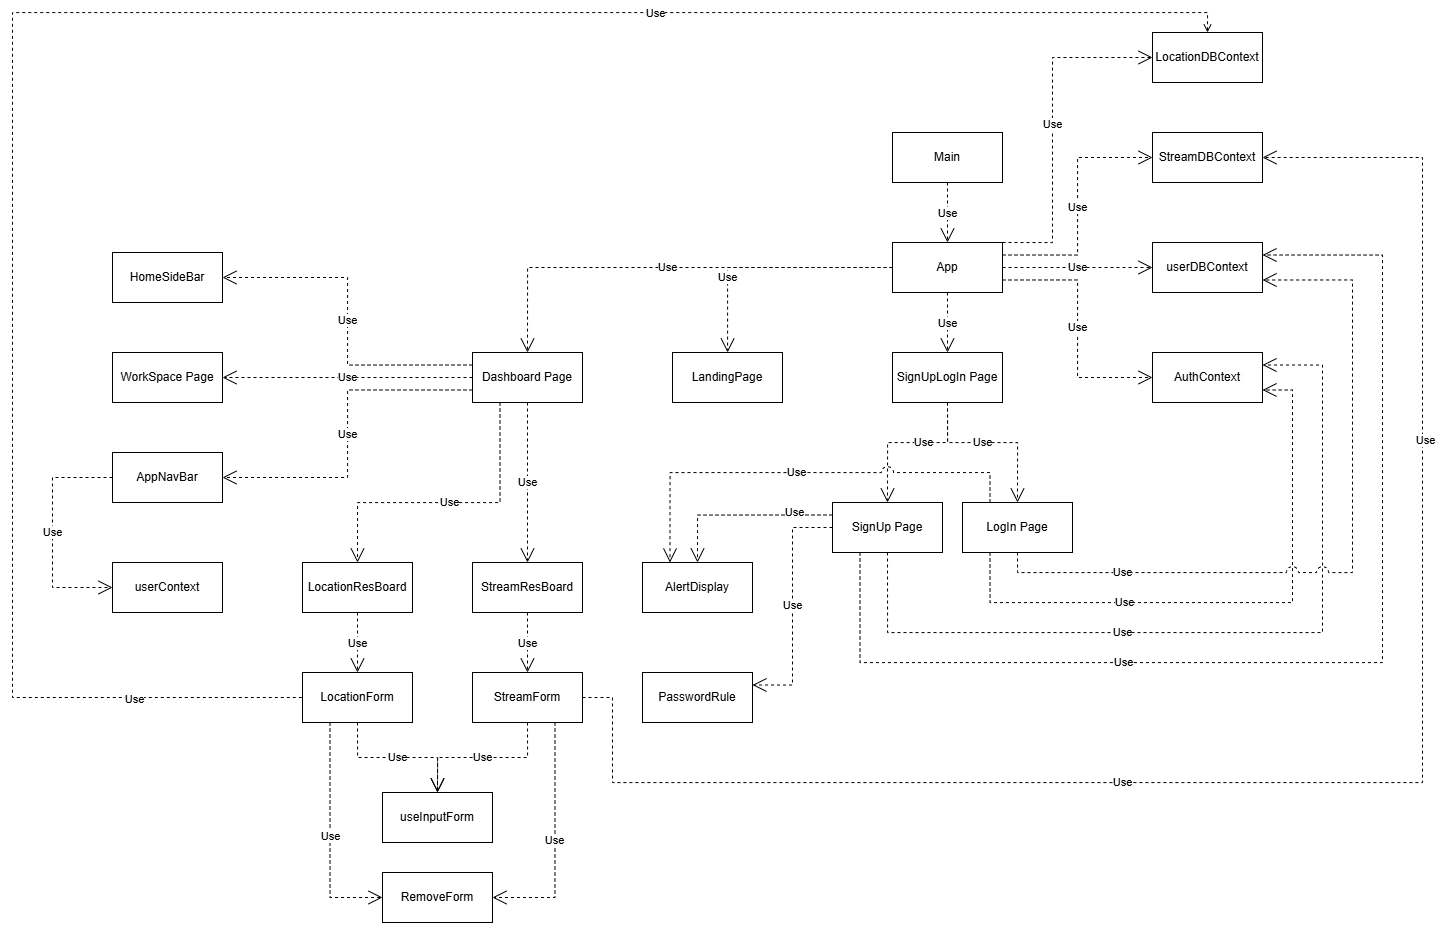 Use
LocationDBContext
Use
Main
StreamDBContext
Use
Use
App
userDBContext
Use
Use
Use
HomeSideBar
Use
Use
Use
Use
WorkSpace Page
Use
Dashboard Page
LandingPage
SignUpLogIn Page
AuthContext
Use
Use
Use
Use
AppNavBar
Use
Use
Use
Use
SignUp Page
LogIn Page
Use
userContext
LocationResBoard
StreamResBoard
AlertDisplay
Use
Use
Use
Use
Use
Use
Use
LocationForm
StreamForm
PasswordRule
Use
Use
Use
Use
useInputForm
Use
Use
RemoveForm